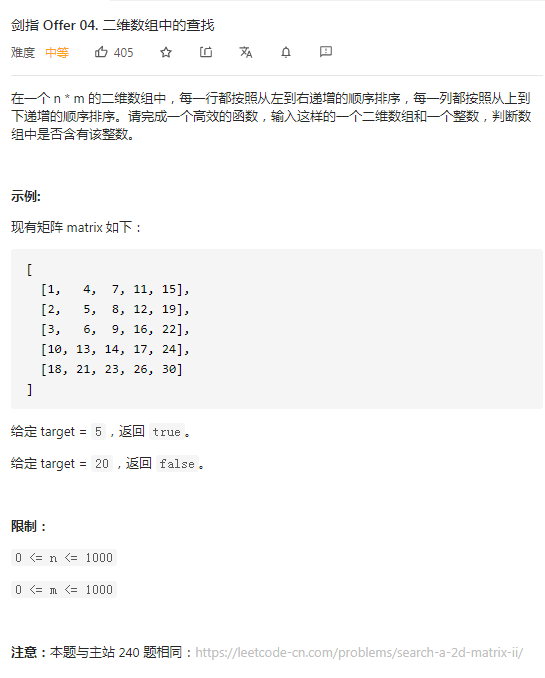 剑指 Offer 04. 二维数组中的查找
难度 中等 405
在一个 n * m 的二维数组中，每一行都按照从左到右递增的顺序排序，每一列都按照从上到
下递增的顺序排序。请完成一个高效的函数，输入这样的一个二维数组和一个整数，判断数
组中是否含有该整数。
示例:
现有矩阵 matrix 如下：
[
[1, 4, 7, 11, 15],
[2, 5, 8, 12, 19],
[3, 6, 9, 16, 22],
[10, 13, 14, 17, 24],
[18, 21, 23, 26, 30]
]
给定 target = 5，返回 true。
给定 target = 20，返回 false。
限制：
0 <= n <= 1000
0 <= m <= 1000
注意：本题与主站 240 题相同：https://leetcode-cn.com/problems/search-a-2d-matrix-ii/